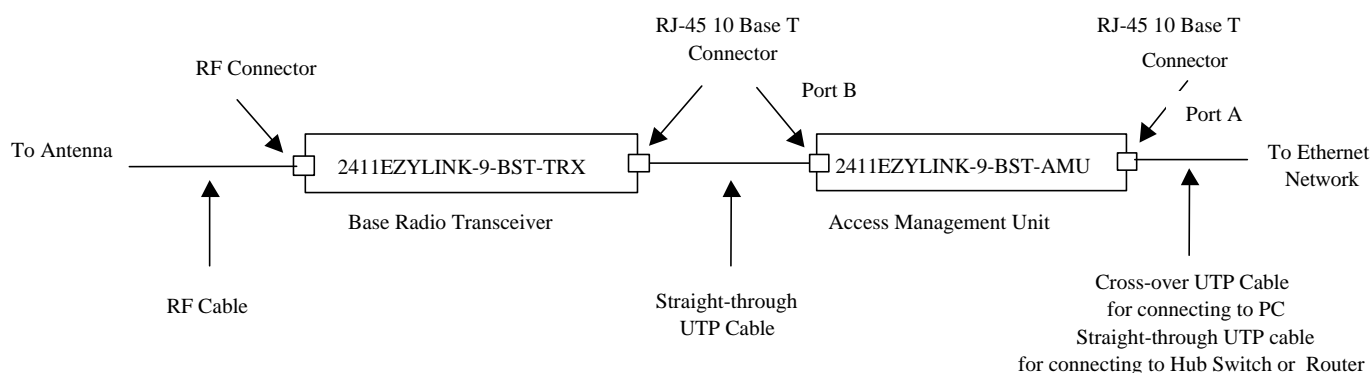 RJ-45 10 Base T
Connector
RJ-45 10 Base T
Connector
RF Connector
Port B
Port A
To Antenna
2411EZYLINK-9-BST-TRX
2411EZYLINK-9-BST-AMU
To Ethernet
Network
Base Radio Transceiver
Access Management Unit
RF Cable
Straight-through
UTP Cable
Cross-over UTP Cable
for connecting to PC
Straight-through UTP cable
for connecting to Hub Switch or Router